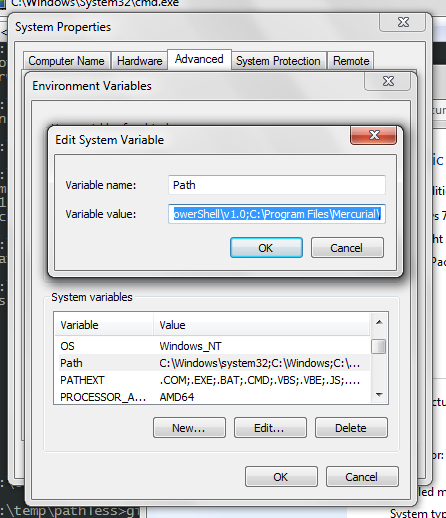 C:\Windows\System32\cmd.exe
System Properties
Computer Name Hardware Advanced System Protection Remote
Environment Variables
Edit System Variable
Variable name: Path
Variable value: owerShell\v1.0;C:\Program Files\Mercurial\
OK Cancel
System variables
Variable Value
OS Windows_NT
Path C:\Windows\system32;C:\Windows;C:\...
PATHEXT .COM;.EXE;.BAT;.CMD;.VBS;.VBE;.JS;....
PROCESSOR_A... AMD64
New... Edit... Delete
OK Cancel
:\temp\pathless>gi
System typ